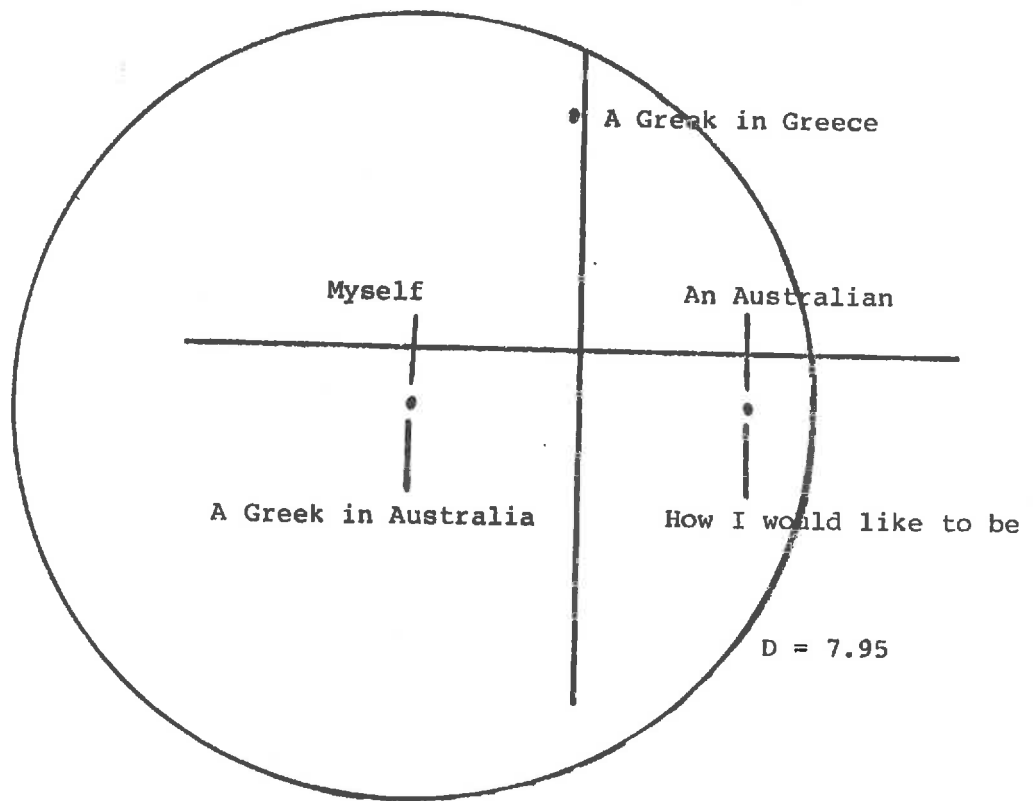 A Greek in Greece
Myself
An Australian
A Greek in Australia
How I would like to be
D = 7.95